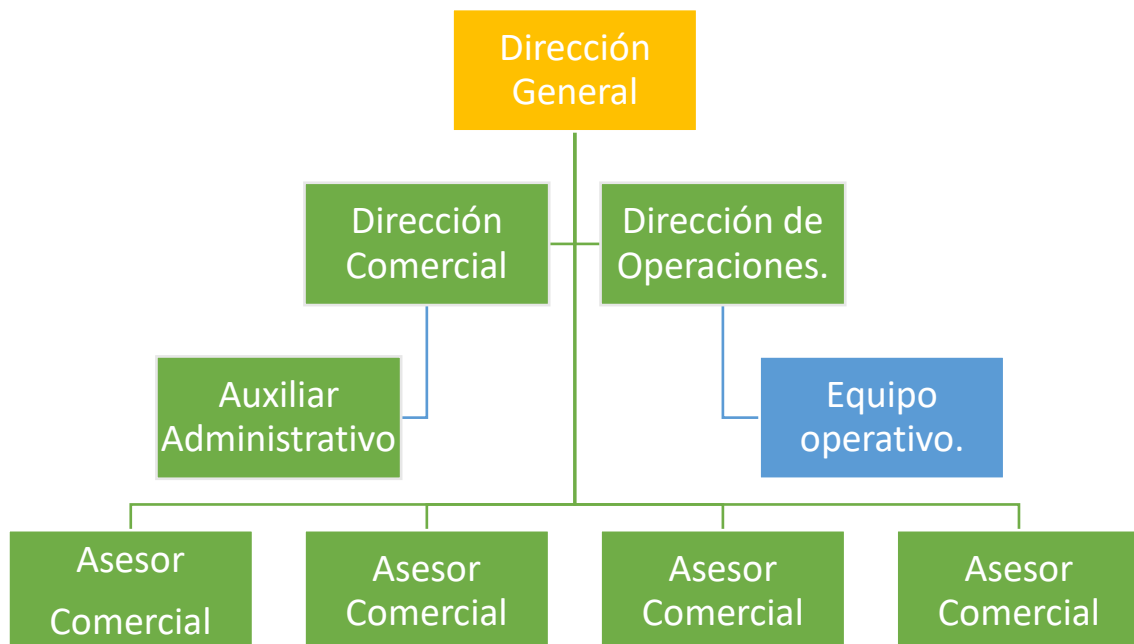 Dirección
General
Dirección
Comercial
Dirección de
Operaciones.
Auxiliar
Administrativo
Equipo
operativo.
Asesor
Comercial
Asesor
Comercial
Asesor
Comercial
Asesor
Comercial